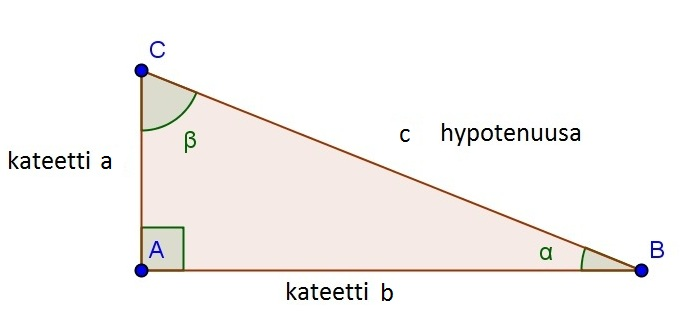 C
c hypotenuusa
β
kateetti a
A
α
B
kateetti b